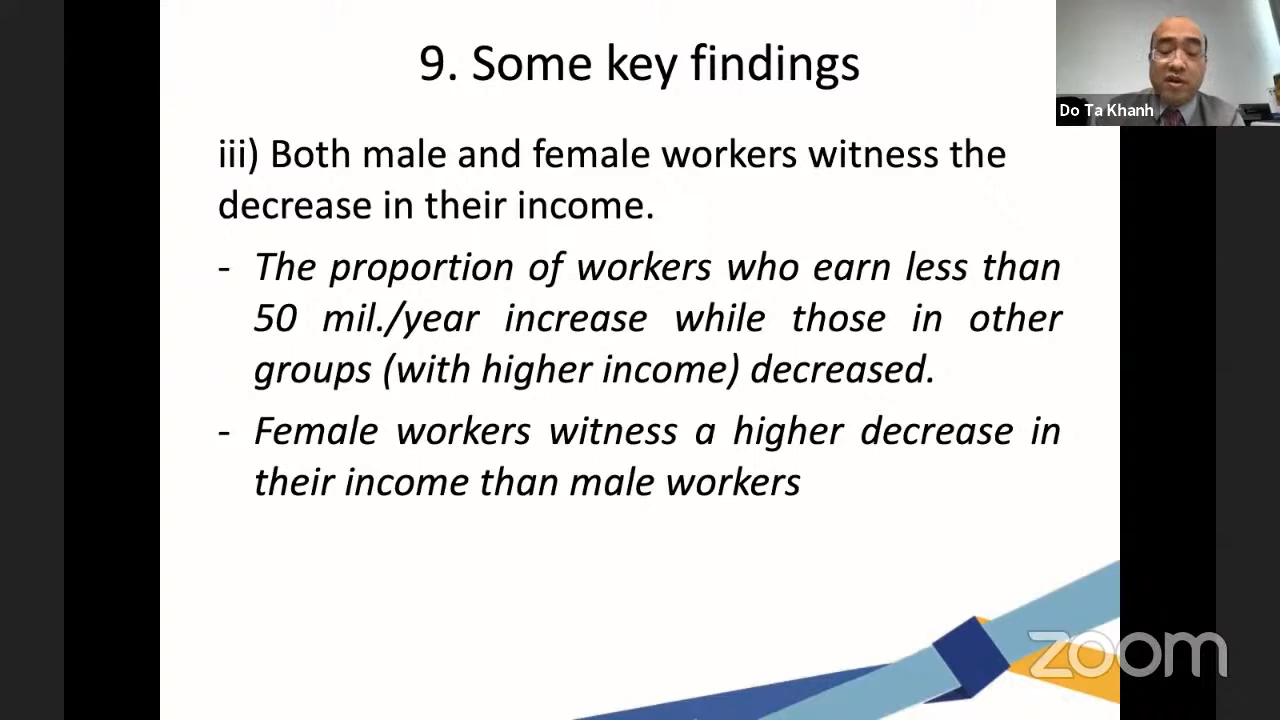 9. Some key findings
Do Ta Khanh
iii) Both male and female workers witness the
decrease in their income.
- The proportion of workers who earn less than
50 mil./year increase while those in other
groups (with higher income) decreased.
- Female workers witness a higher decrease in
their income than male workers
zoom